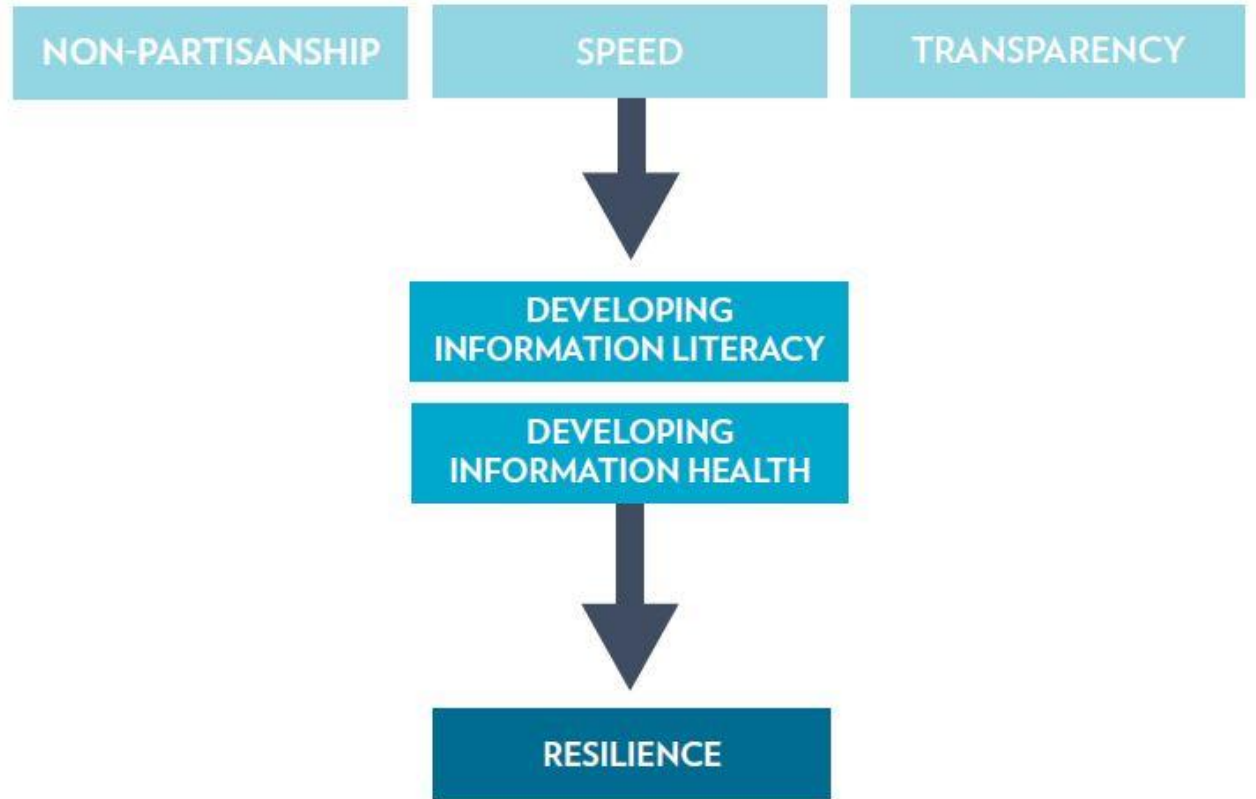 NON-PARTISANSHIP
SPEED
TRANSPARENCY
DEVELOPING
INFORMATION LITERACY
DEVELOPING
INFORMATION HEALTH
RESILIENCE